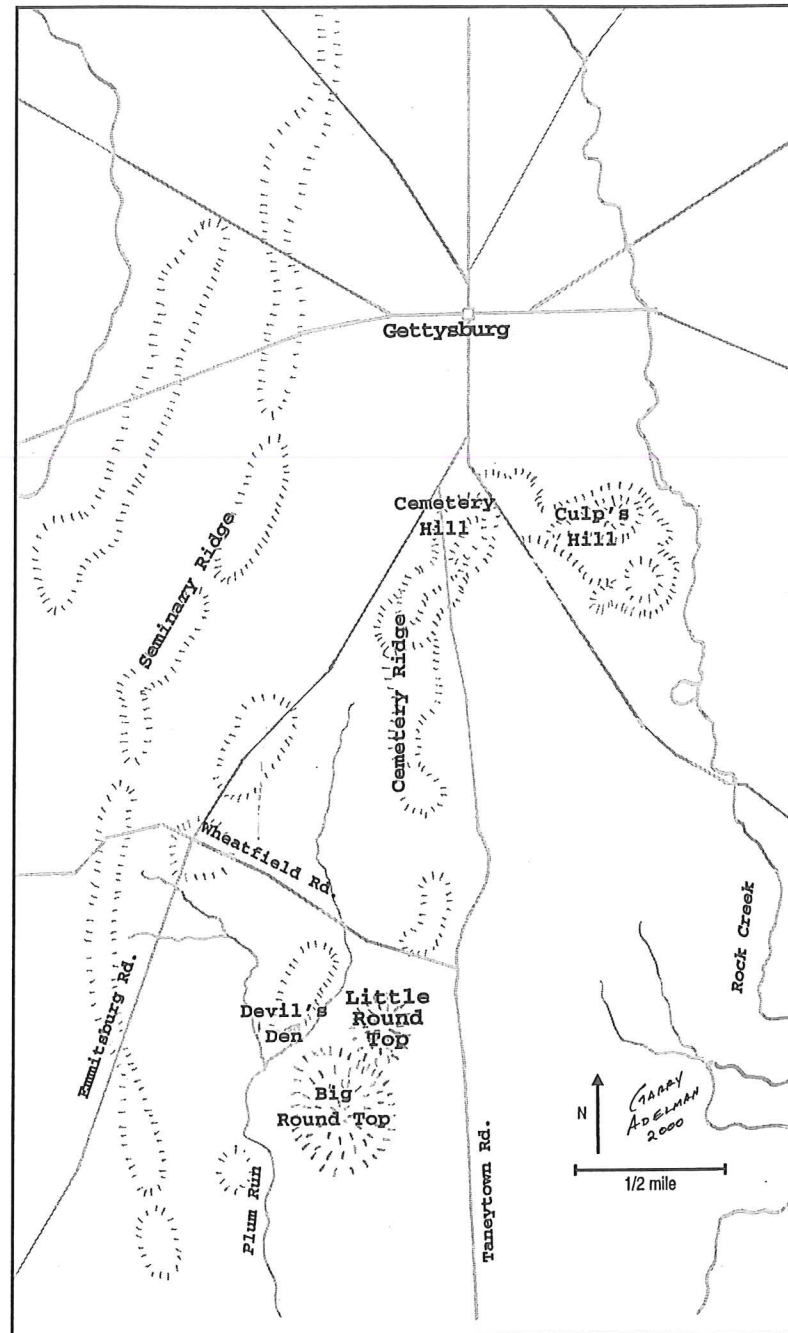 Gettysburg
Cemetery
Hill
Culp's
Hill
Seminary Ridge
Cemetery Ridge
Wheatfield Rd.
Emmitsburg Rd.
Devil's
Den
Little
Round
Top
Big
Round Top
Plum Run
Taneytown Rd.
Rock Creek
N
GARRY
ADELMAN
2000
1/2 mile